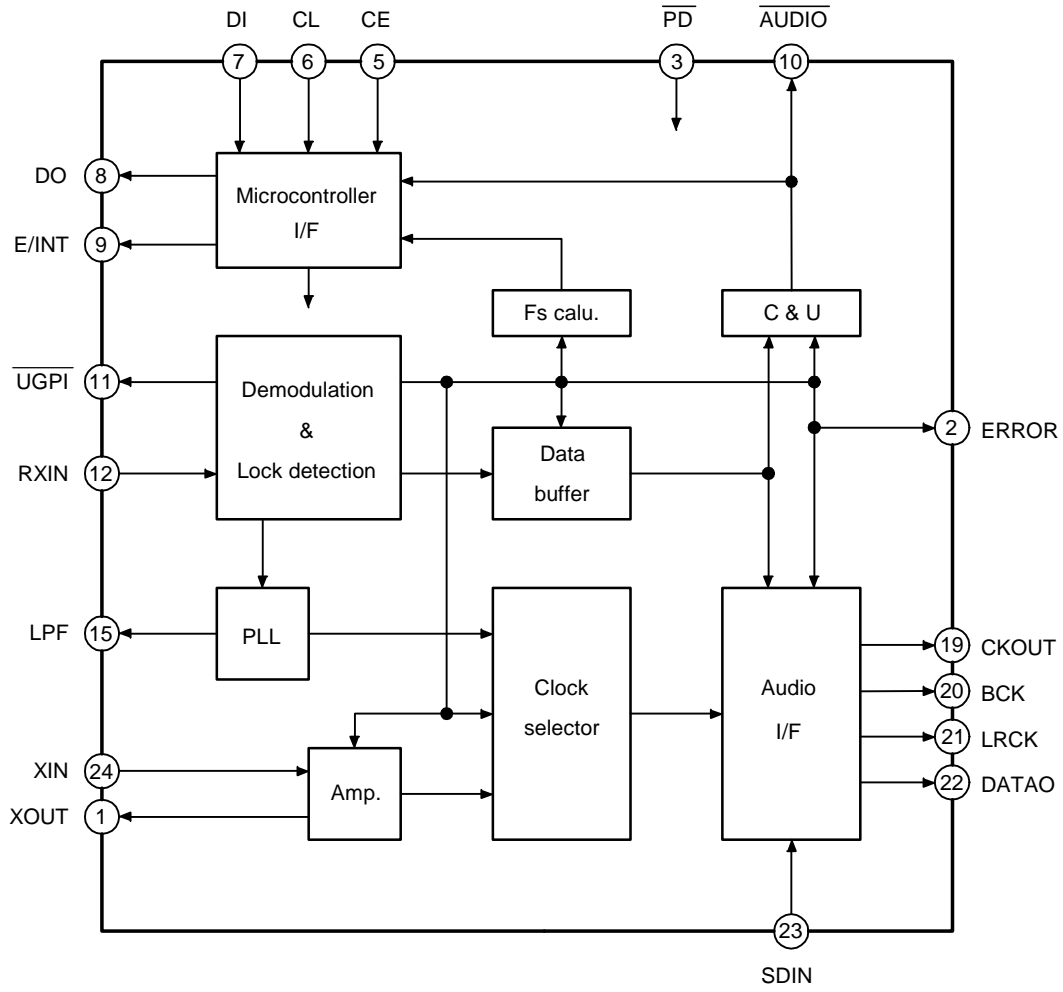 DI
CL
CE
PD
AUDIO
7
6
5
3
10
DO
8
Microcontroller
I/F
E/INT
9
Fs calu.
C & U
UGPI
11
Demodulation
&
Lock detection
RXIN
12
Data
buffer
2
ERROR
LPF
15
PLL
Clock
selector
Audio
I/F
19
CKOUT
20
BCK
21
LRCK
22
DATAO
XIN
24
Amp.
XOUT
1
23
SDIN